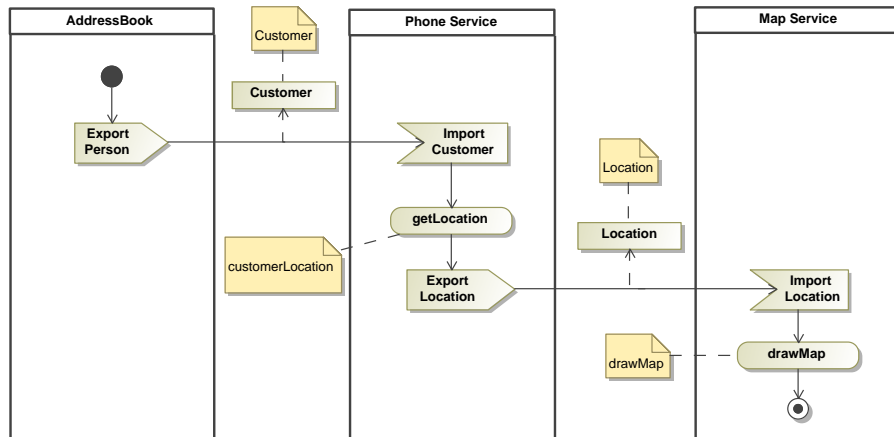 AddressBook
Phone Service
Map Service
Customer
Customer
Export
Person
Import
Customer
Location
getLocation
Location
customerLocation
Export
Location
Import
Location
drawMap
drawMap